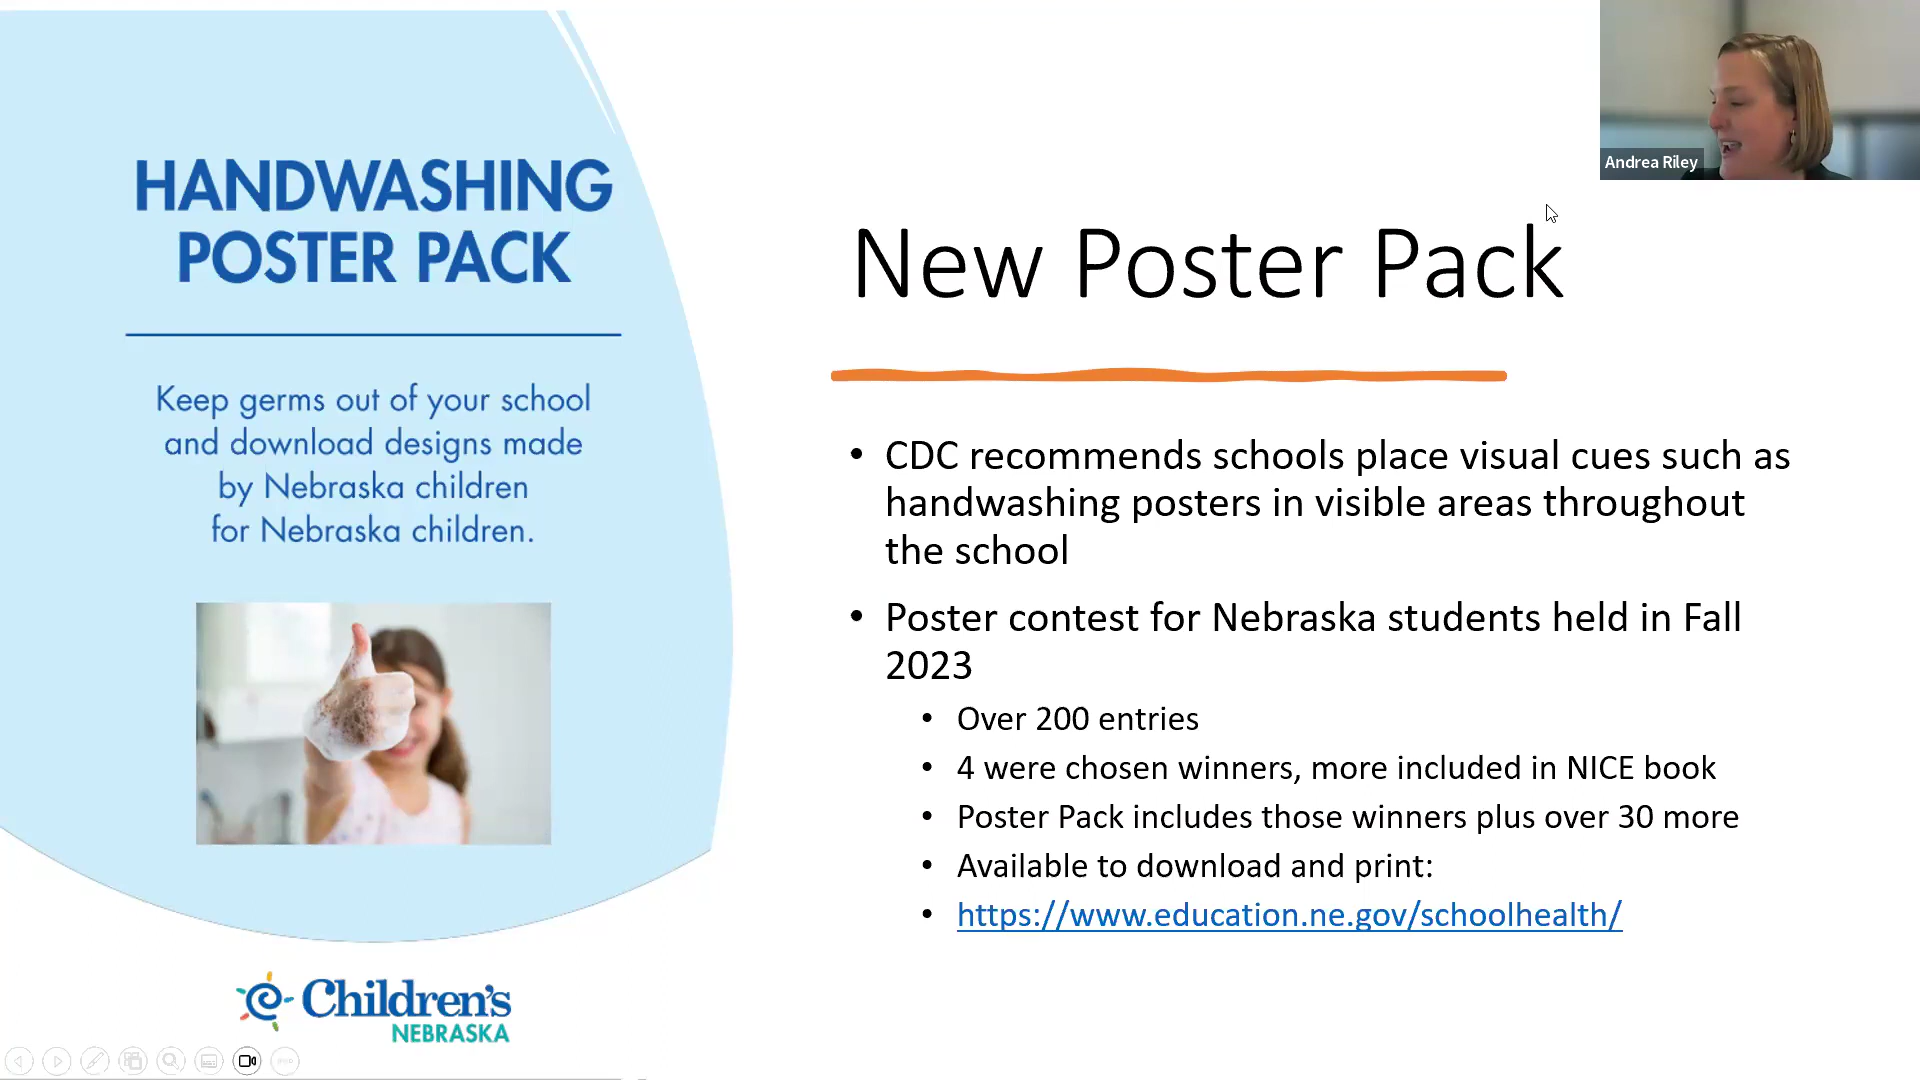 HANDWASHING
POSTER PACK
Keep germs out of your school
and download designs made
by Nebraska children
for Nebraska children.
Children's
NEBRASKA
Andrea Riley
New Poster Pack
• CDC recommends schools place visual cues such as
handwashing posters in visible areas throughout
the school
• Poster contest for Nebraska students held in Fall
2023
• Over 200 entries
• 4 were chosen winners, more included in NICE book
• Poster Pack includes those winners plus over 30 more
• Available to download and print:
• https://www.education.ne.gov/schoolhealth/